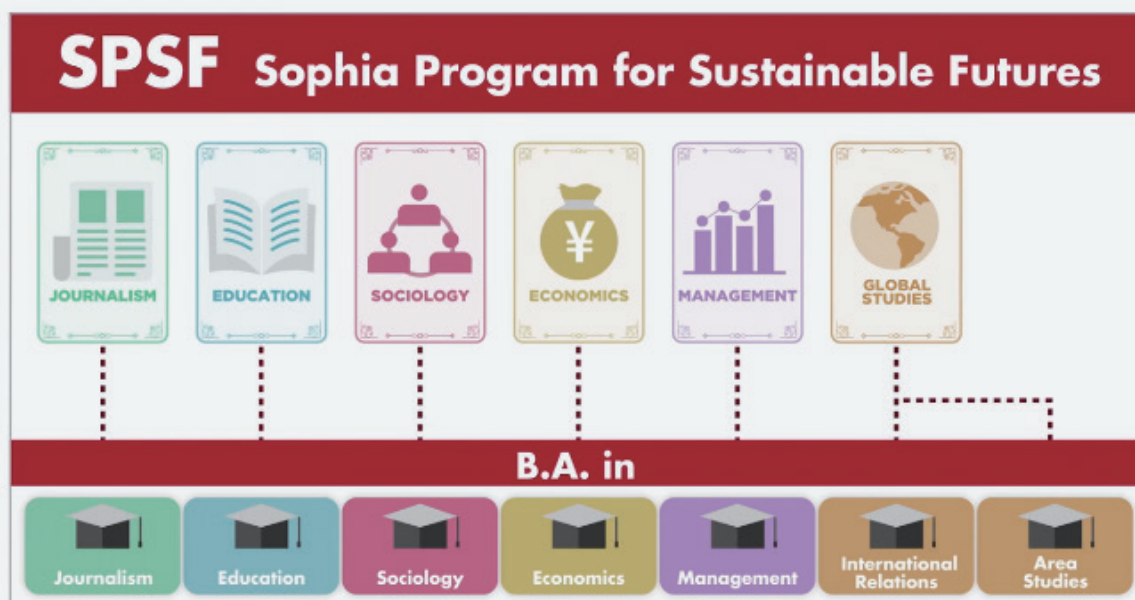 SPSF Sophia Program for Sustainable Futures
JOURNALISM
EDUCATION
SOCIOLOGY
¥
ECONOMICS
MANAGEMENT
GLOBAL
STUDIES
B.A. in
Journalism
Education
Sociology
Economics
Management
International
Relations
Area
Studies